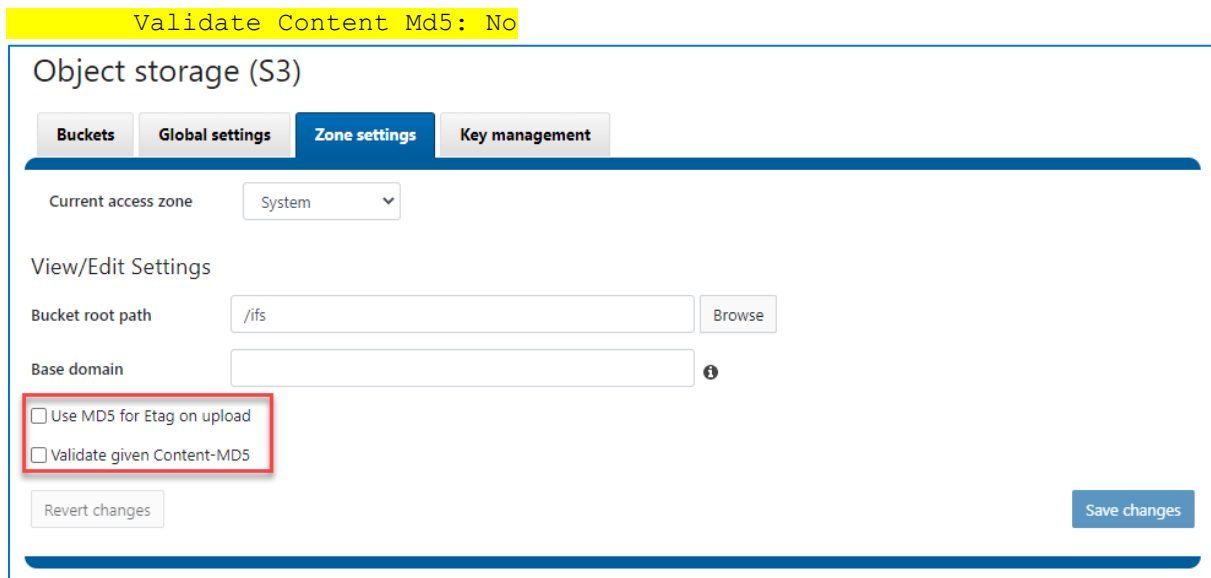 Validate Content Md5: No
Object storage (S3)
Buckets Global settings Zone settings Key management
Current access zone System
View/Edit Settings
Bucket root path /ifs Browse
Base domain
Use MD5 for Etag on upload
Validate given Content-MD5
Revert changes Save changes